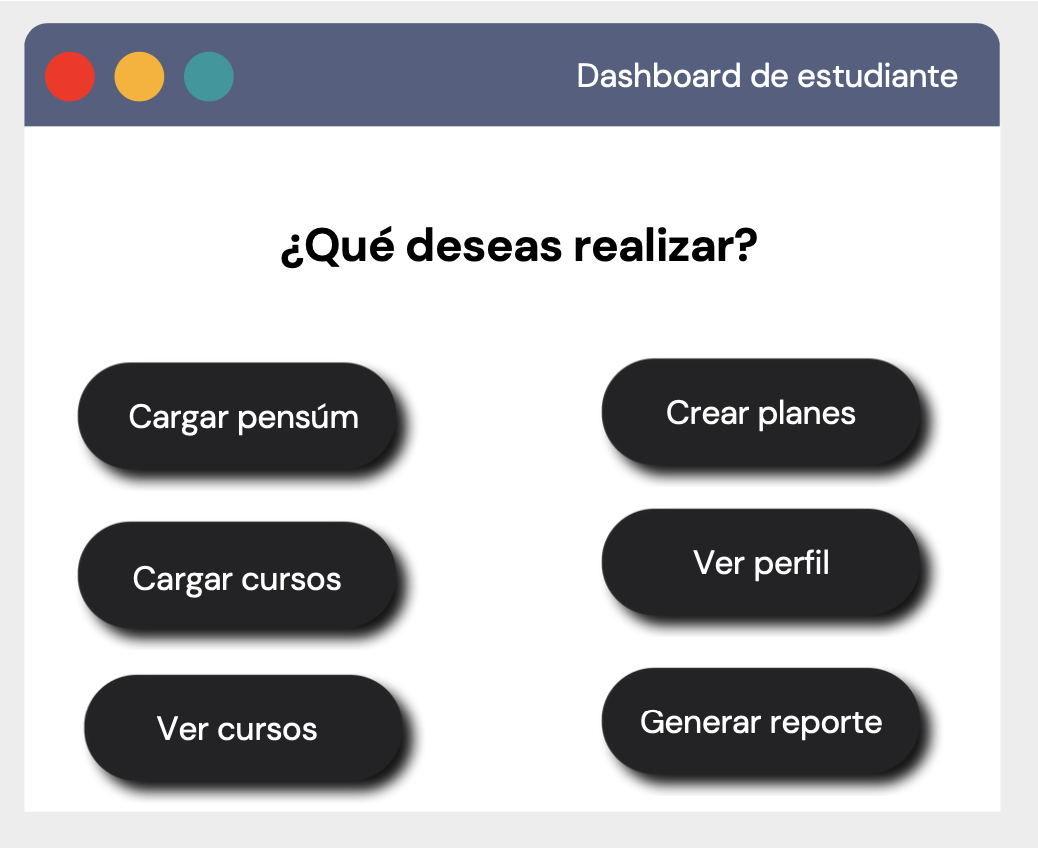 Dashboard de estudiante
¿Qué deseas realizar?
Cargar pensúm
Crear planes
Cargar cursos
Ver perfil
Ver cursos
Generar reporte